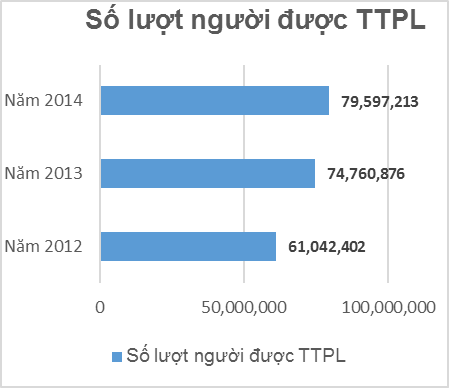 Số lượt người được TTPL
Năm 2014
79,597,213
Năm 2013
74,760,876
Năm 2012
61,042,402
0
50,000,000
100,000,000
Số lượt người được TTPL